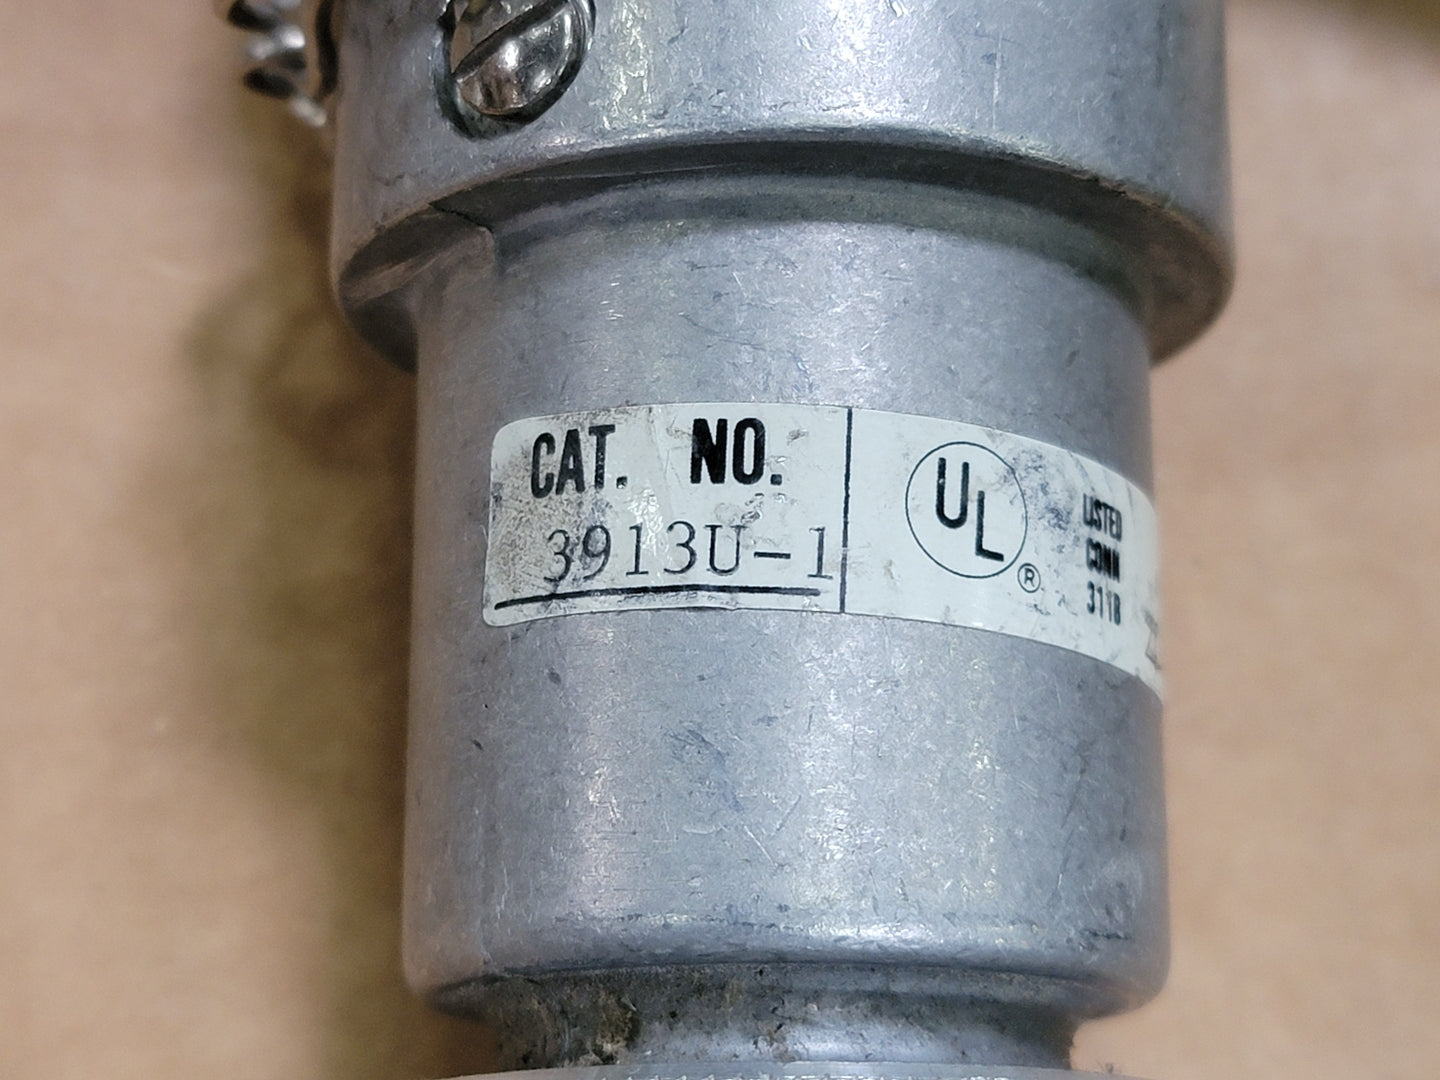 CAT. NO.
3913U-1
UL®
LISTED
CONN
311B